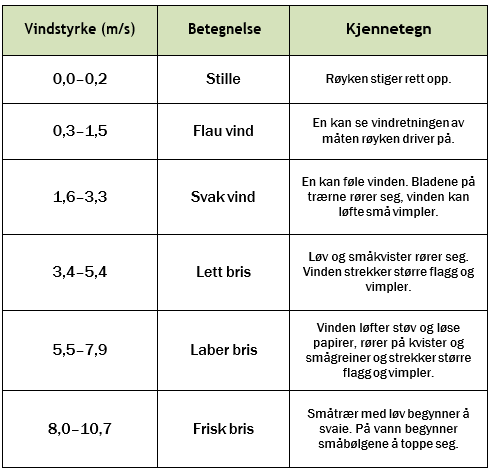 Vindstyrke (m/s) Betegnelse Kjennetegn
0,0–0,2 Stille Røyken stiger rett opp.
0,3–1,5 Flau vind En kan se vindretningen av
måten røyken driver på.
1,6–3,3 Svak vind En kan føle vinden. Bladene på
trærne rører seg, vinden kan
løfte små vimpler.
3,4–5,4 Lett bris Løv og småkvister rører seg.
Vinden strekker større flagg og
vimpler.
5,5–7,9 Laber bris Vinden løfter støv og løse
papirer, rører på kvister og
smågreiner og strekker større
flagg og vimpler.
8,0–10,7 Frisk bris Småtrær med løv begynner å
svaie. På vann begynner
småbølgene å toppe seg.